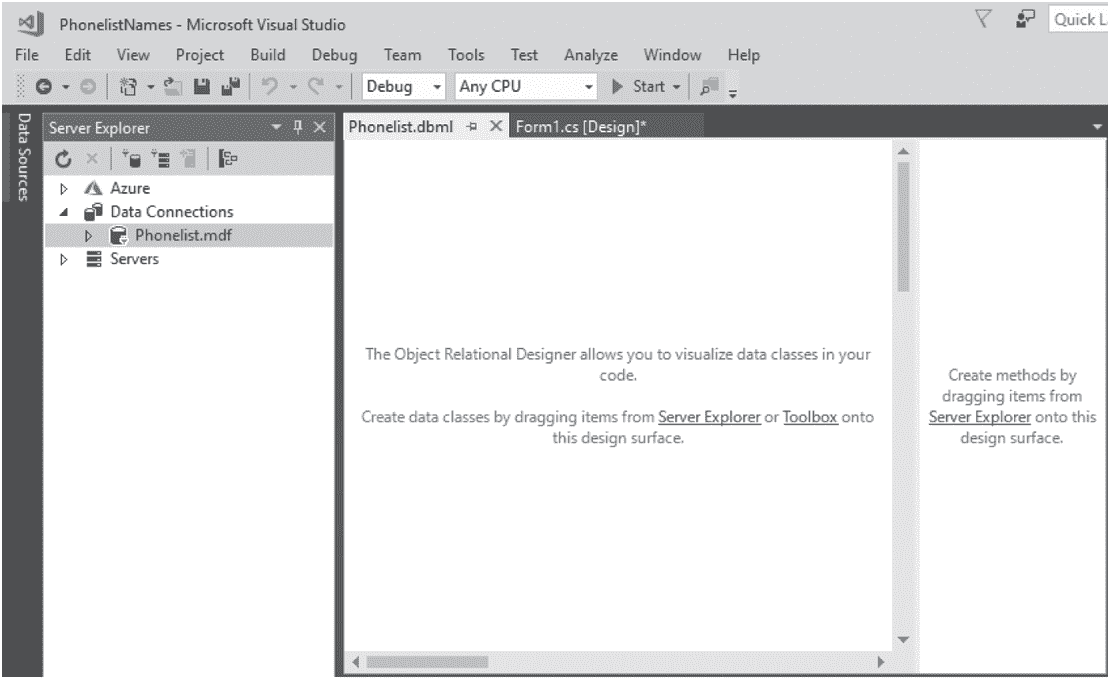 PhonelistNames - Microsoft Visual Studio
Quick L
File Edit View Project Build Debug Team Tools Test Analyze Window Help
Debug Any CPU Start
Data Sources
Server Explorer
Azure
Data Connections
Phonelist.mdf
Servers
Phonelist.dbml Form1.cs [Design]*
The Object Relational Designer allows you to visualize data classes in your
code.
Create data classes by dragging items from Server Explorer or Toolbox onto
this design surface.
Create methods by
dragging items from
Server Explorer onto this
design surface.